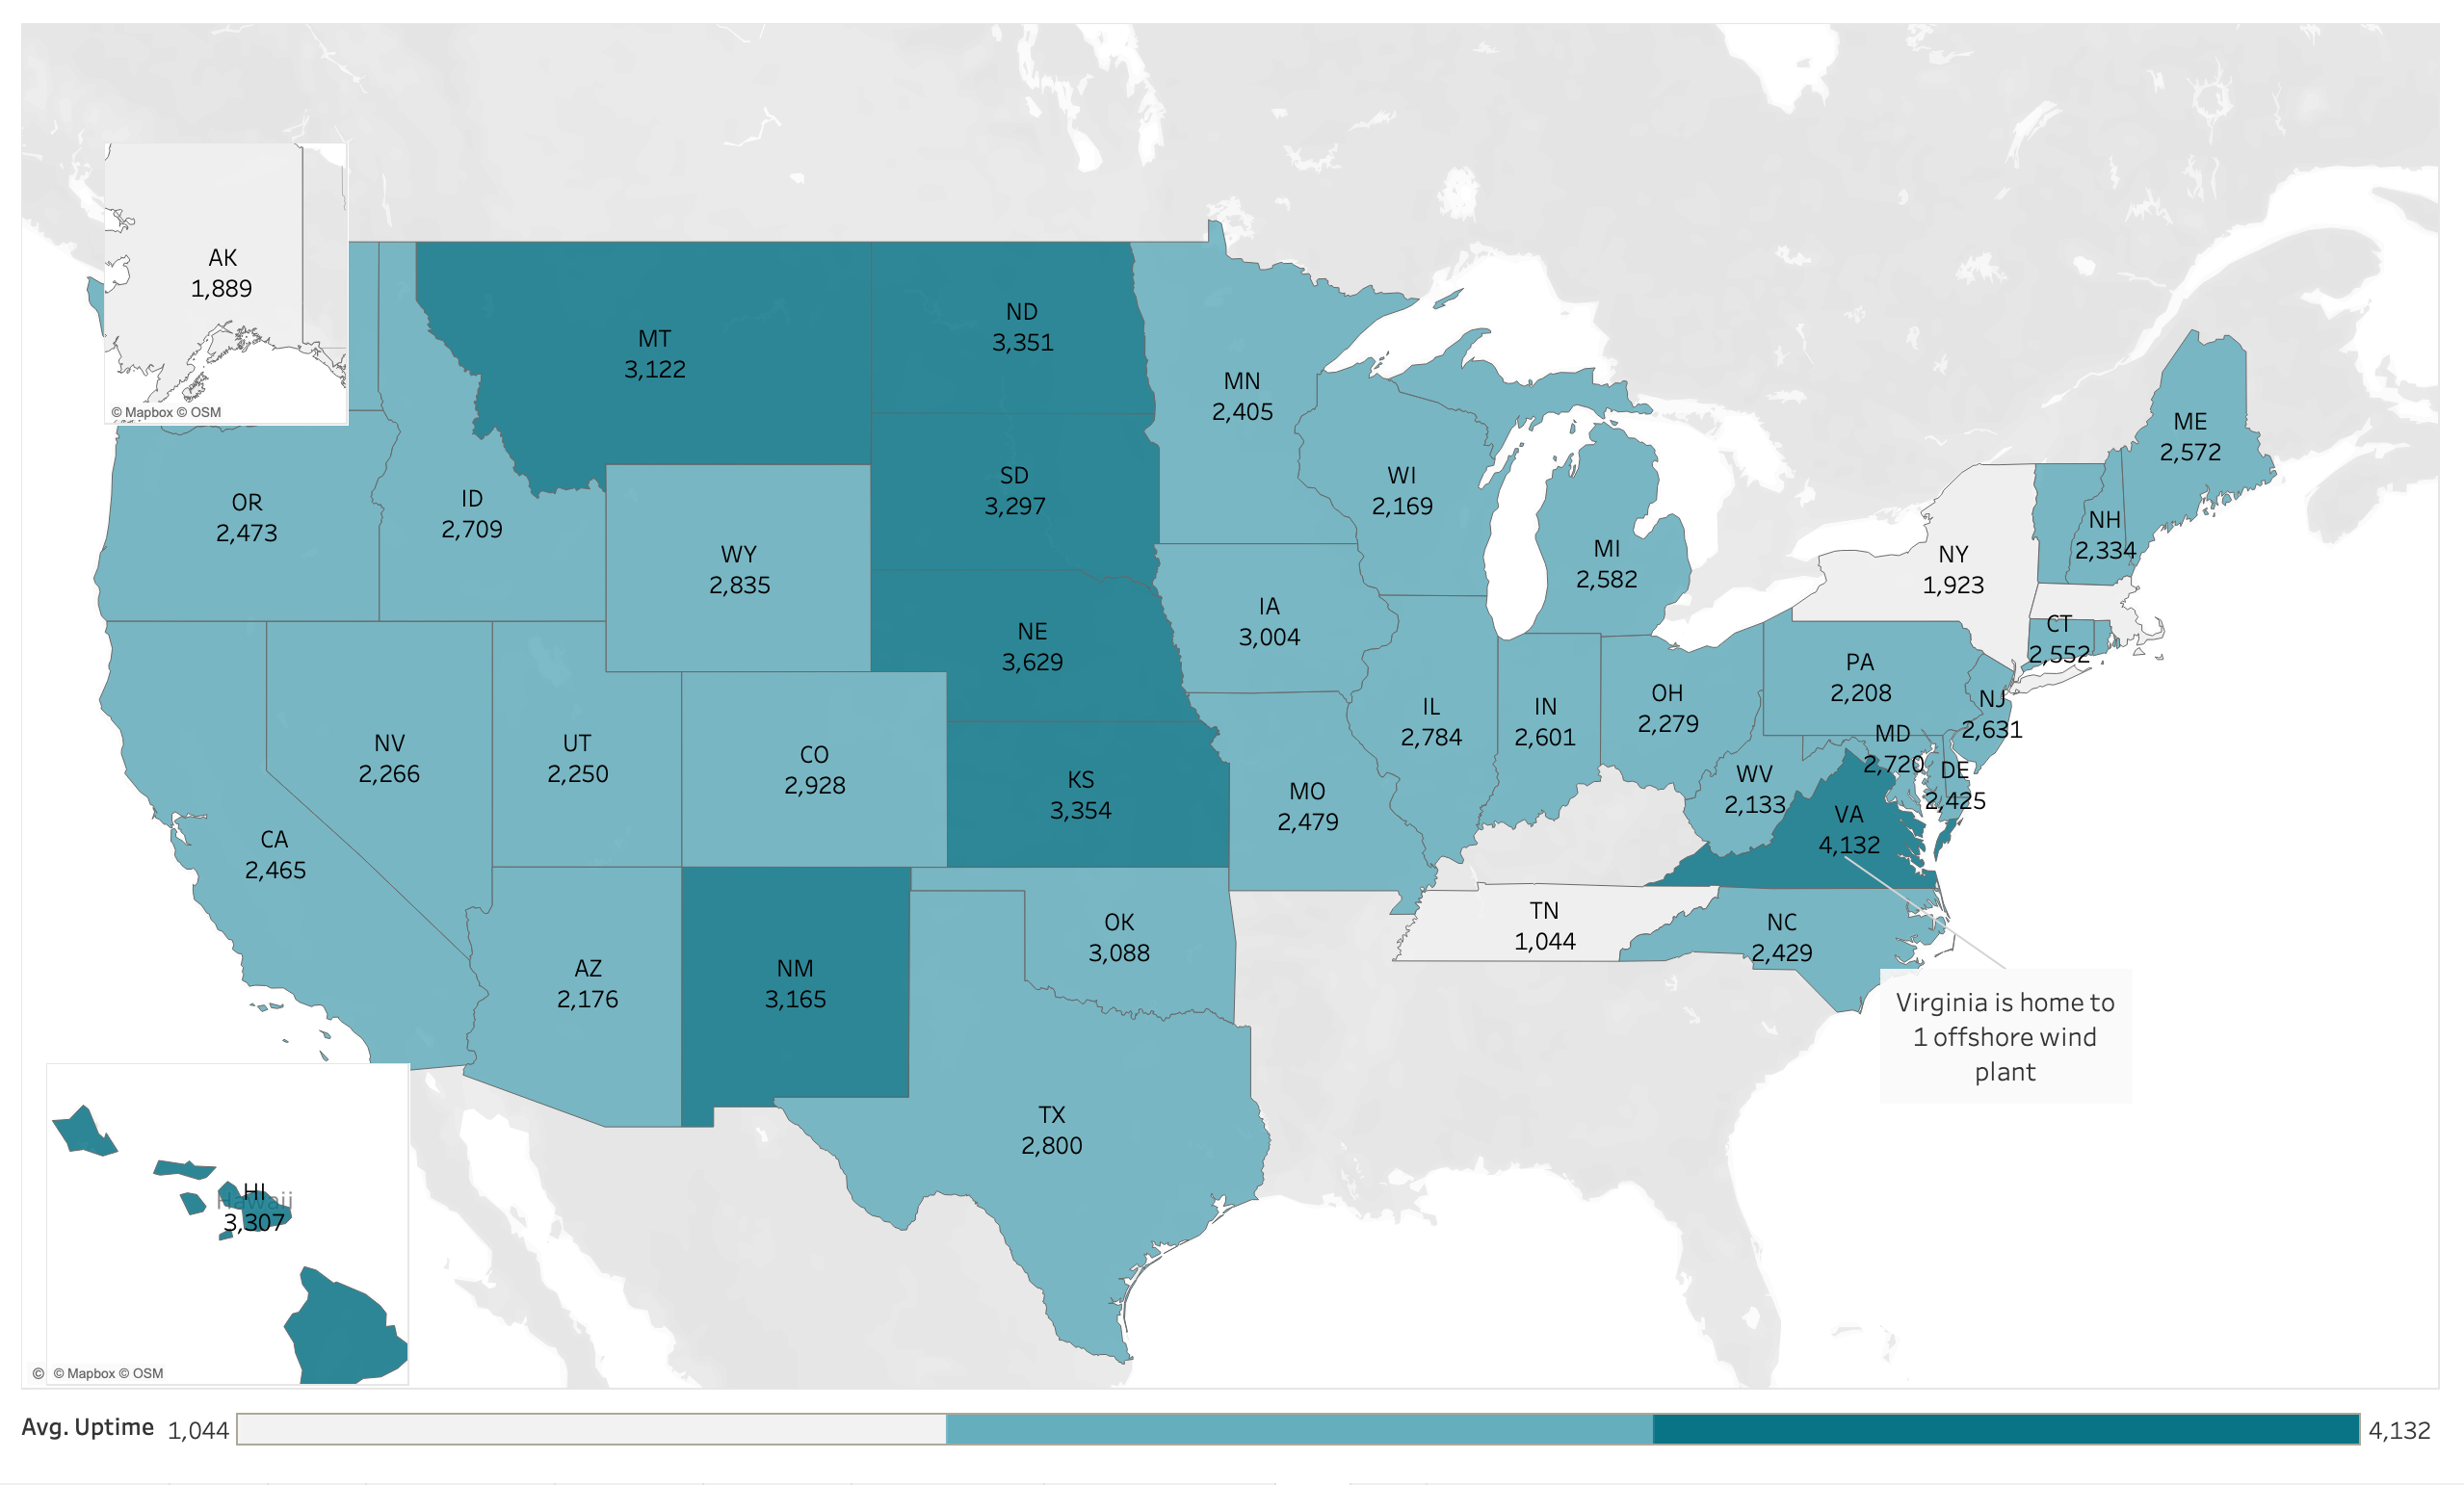 AK
1,889
© Mapbox © OSM
MT
3,122
ND
3,351
MN
2,405
ME
2,572
OR
2,473
ID
2,709
SD
3,297
WI
2,169
NH
2,334
WY
2,835
MI
2,582
NY
1,923
IA
3,004
NE
3,629
CT
2,552
PA
2,208
NJ
2,631
NV
2,266
UT
2,250
CO
2,928
KS
3,354
IL
2,784
IN
2,601
OH
2,279
MD
2,720
DE
2,425
WV
2,133
MO
2,479
VA
4,132
CA
2,465
OK
3,088
TN
1,044
NC
2,429
AZ
2,176
NM
3,165
Virginia is home to
1 offshore wind
plant
TX
2,800
HI
Hawaii
3,307
© © Mapbox © OSM
Avg. Uptime 1,044 4,132